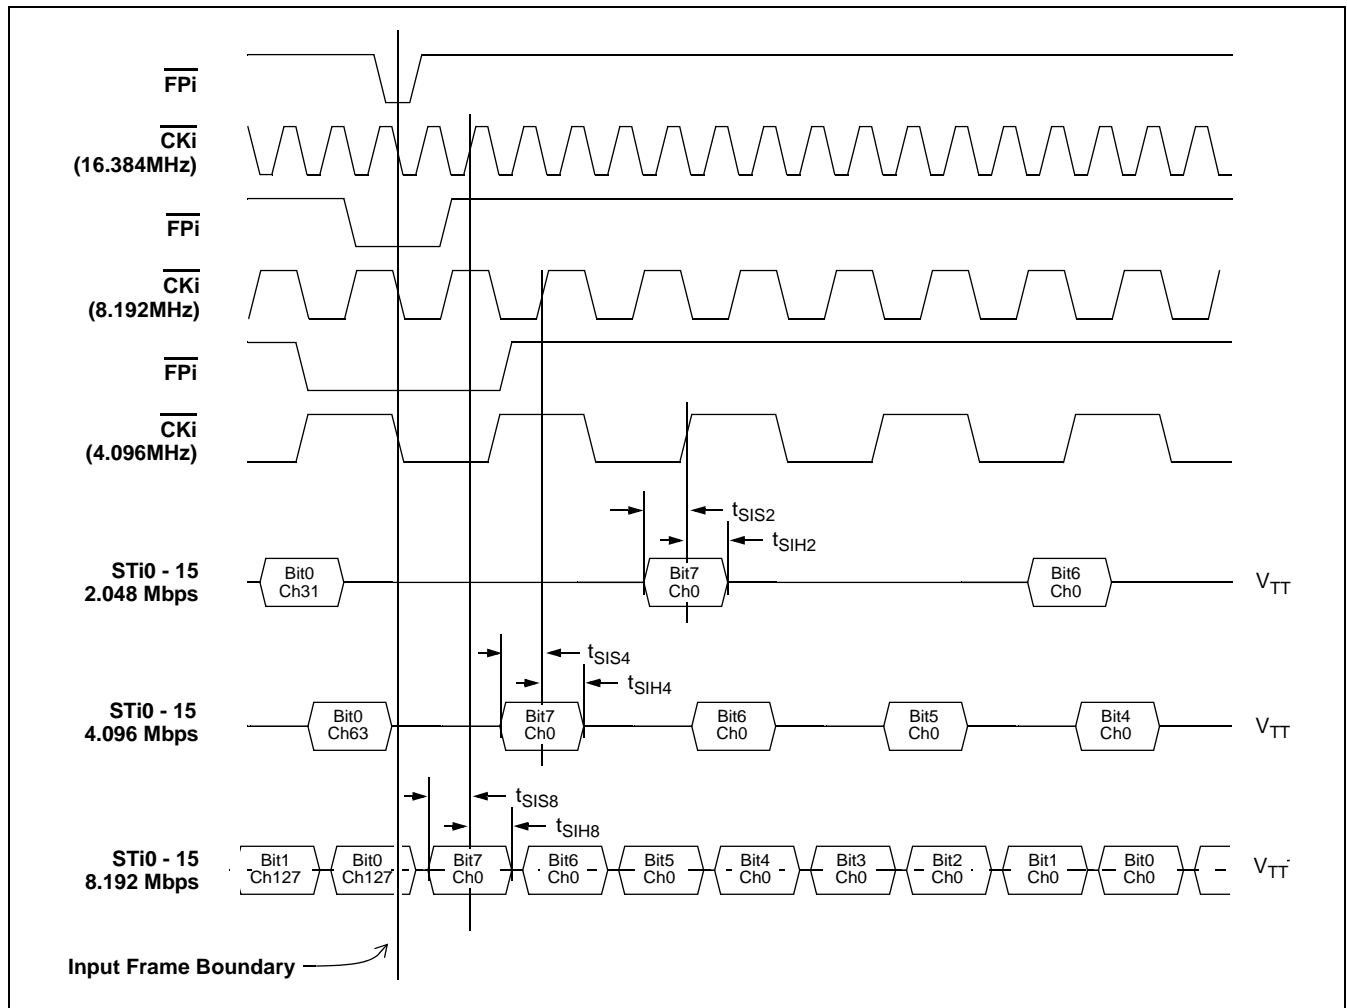 FPi
CKi
(16.384MHz)
FPi
CKi
(8.192MHz)
FPi
CKi
(4.096MHz)
tSIS2
tSIH2
STi0 - 15
2.048 Mbps
Bit0
Ch31
Bit7
Ch0
Bit6
Ch0
VTT
tSIS4
tSIH4
STi0 - 15
4.096 Mbps
Bit0
Ch63
Bit7
Ch0
Bit6
Ch0
Bit5
Ch0
Bit4
Ch0
VTT
tSIS8
tSIH8
STi0 - 15
8.192 Mbps
Bit1
Ch127
Bit0
Ch127
Bit7
Ch0
Bit6
Ch0
Bit5
Ch0
Bit4
Ch0
Bit3
Ch0
Bit2
Ch0
Bit1
Ch0
Bit0
Ch0
VTT
Input Frame Boundary